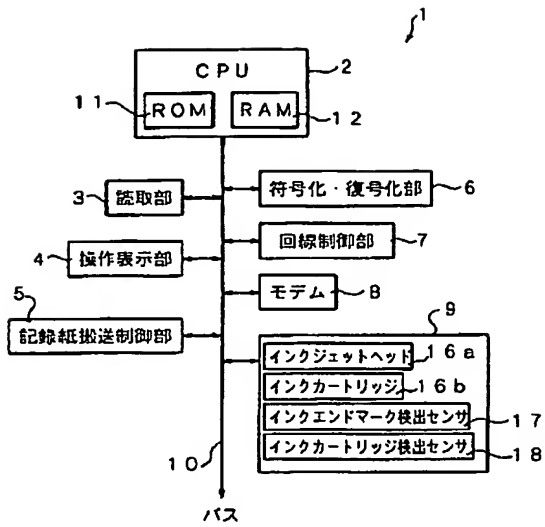 1
CPU 2
11 ROM RAM 12
3 読取部
符号化・復号化部 6
4 操作表示部
回線制御部 7
5
記録紙搬送制御部
モデム 8
9
インクジェットヘッド 16a
インクカートリッジ 16b
インクエンドマーク検出センサ 17
インクカートリッジ検出センサ 18
10
バス